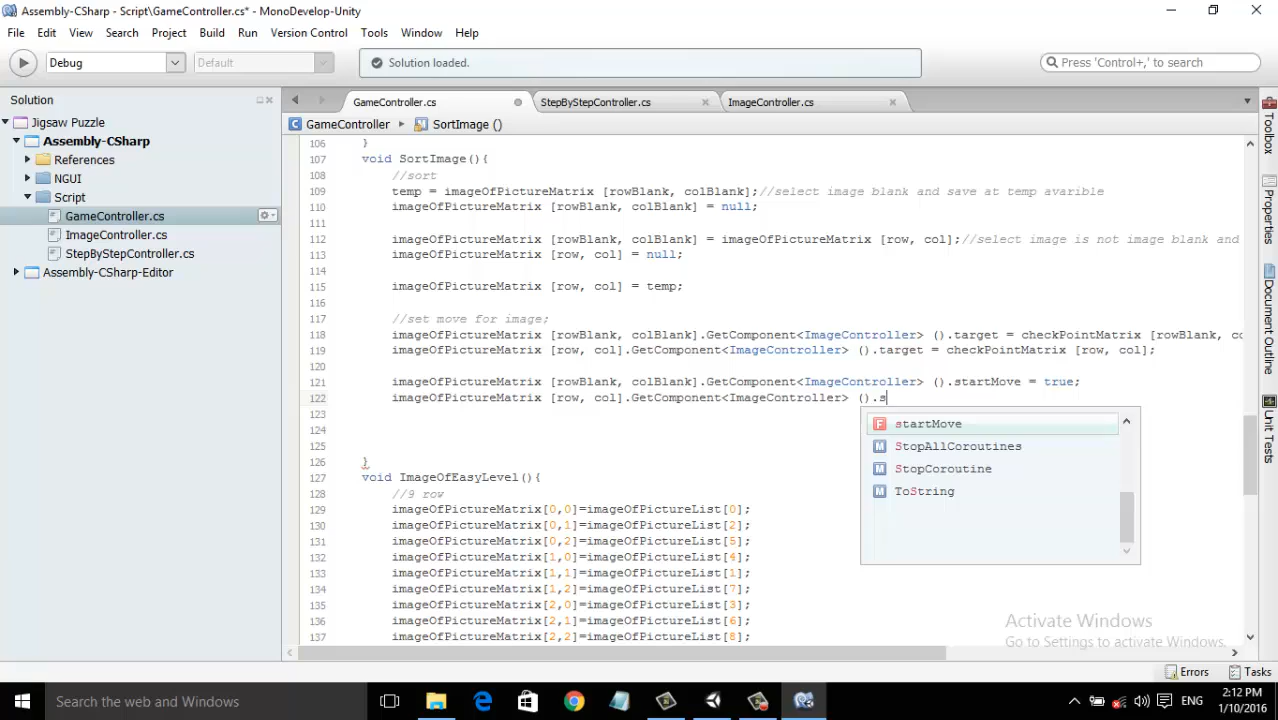 Assembly-CSharp - Script\GameController.cs* - MonoDevelop-Unity
File Edit View Search Project Build Run Version Control Tools Window Help
Debug Default Solution loaded. Press 'Control+,' to search
Solution GameController.cs StepByStepController.cs ImageController.cs
Jigsaw Puzzle
Assembly-CSharp
References
NGUI
Script
GameController.cs
ImageController.cs
StepByStepController.cs
Assembly-CSharp-Editor
GameController SortImage ()
106 }
107 void SortImage(){
108 //sort
109 temp = imageOfPictureMatrix [rowBlank, colBlank];//select image blank and save at temp avarible
110 imageOfPictureMatrix [rowBlank, colBlank] = null;
111
112 imageOfPictureMatrix [rowBlank, colBlank] = imageOfPictureMatrix [row, col];//select image is not image blank and
113 imageOfPictureMatrix [row, col] = null;
114
115 imageOfPictureMatrix [row, col] = temp;
116
117 //set move for image;
118 imageOfPictureMatrix [rowBlank, colBlank].GetComponent<ImageController> ().target = checkPointMatrix [rowBlank, co
119 imageOfPictureMatrix [row, col].GetComponent<ImageController> ().target = checkPointMatrix [row, col];
120
121 imageOfPictureMatrix [rowBlank, colBlank].GetComponent<ImageController> ().startMove = true;
122 imageOfPictureMatrix [row, col].GetComponent<ImageController> ().s
123
124
125
126 }
127 void ImageOfEasyLevel(){
128 //9 row
129 imageOfPictureMatrix[0,0]=imageOfPictureList[0];
130 imageOfPictureMatrix[0,1]=imageOfPictureList[2];
131 imageOfPictureMatrix[0,2]=imageOfPictureList[5];
132 imageOfPictureMatrix[1,0]=imageOfPictureList[4];
133 imageOfPictureMatrix[1,1]=imageOfPictureList[1];
134 imageOfPictureMatrix[1,2]=imageOfPictureList[7];
135 imageOfPictureMatrix[2,0]=imageOfPictureList[3];
136 imageOfPictureMatrix[2,1]=imageOfPictureList[6];
137 imageOfPictureMatrix[2,2]=imageOfPictureList[8];
F startMove
M StopAllCoroutines
M StopCoroutine
M ToString
Toolbox
Properties
Document Outline
Unit Tests
Activate Windows
Go to Settings to activate Windows.
Errors Tasks
Search the web and Windows
ENG
2:12 PM
1/10/2016